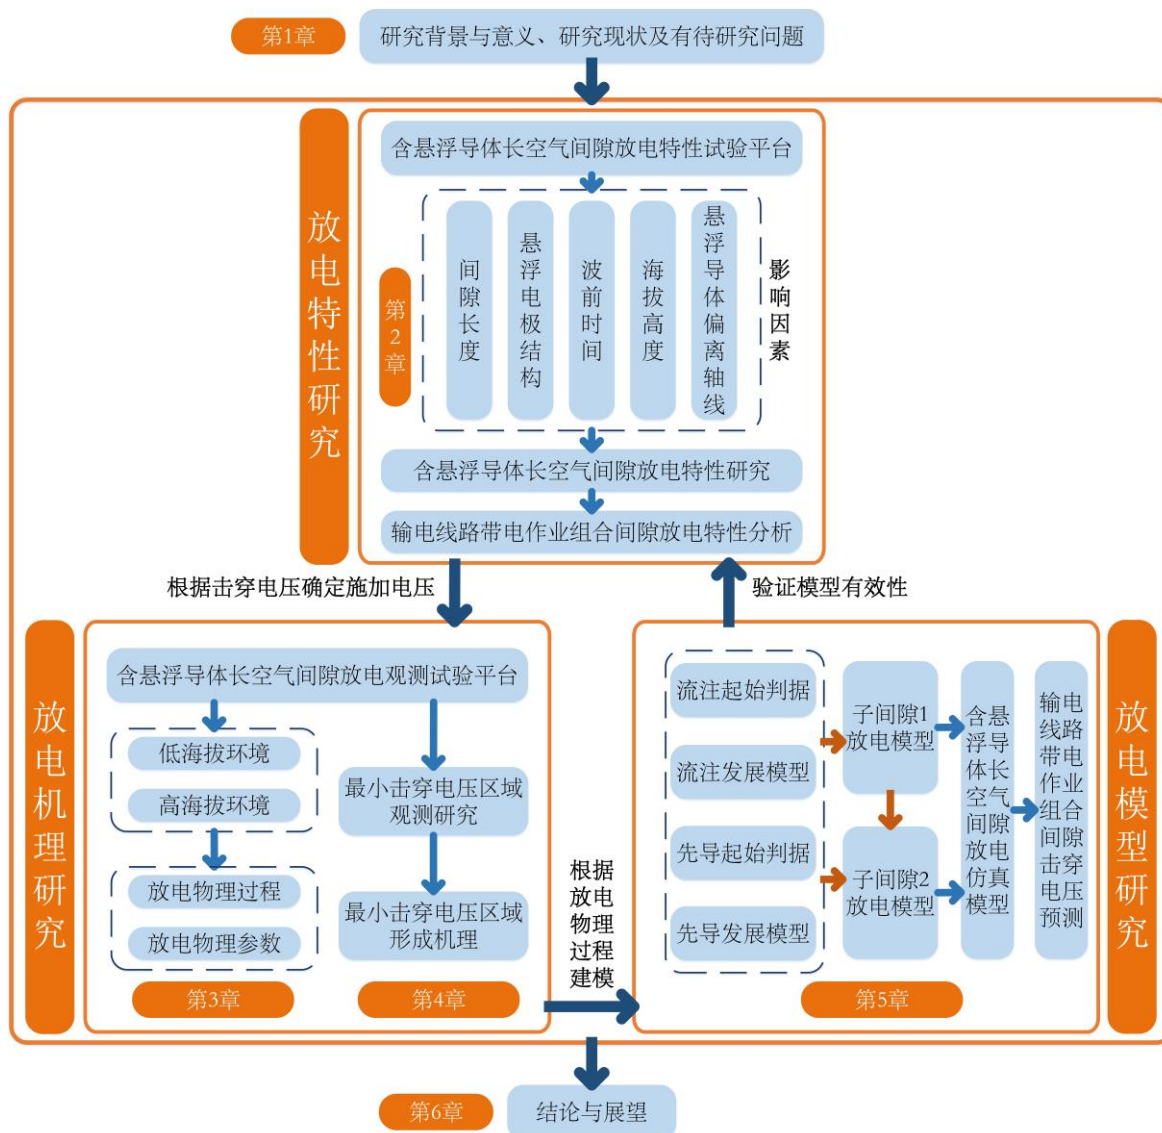 第1章
研究背景与意义、研究现状及有待研究问题
放电特性研究
含悬浮导体长空气间隙放电特性试验平台
第2章
间隙长度
悬浮电极结构
波前时间
海拔高度
悬浮导体偏离轴线
影响因素
含悬浮导体长空气间隙放电特性研究
输电线路带电作业组合间隙放电特性分析
根据击穿电压确定施加电压
验证模型有效性
放电机理研究
含悬浮导体长空气间隙放电观测试验平台
低海拔环境
高海拔环境
放电物理过程
放电物理参数
第3章
最小击穿电压区域
观测研究
最小击穿电压区域
形成机理
第4章
根据
放电
物理
过程
建模
流注起始判据
流注发展模型
先导起始判据
先导发展模型
子间隙1
放电模型
子间隙2
放电模型
含悬
浮导
体长
空气
间隙
放电
仿真
模型
输电
线路
带电
作业
组合
间隙
击穿
电压
预测
第5章
放电模型研究
第6章
结论与展望